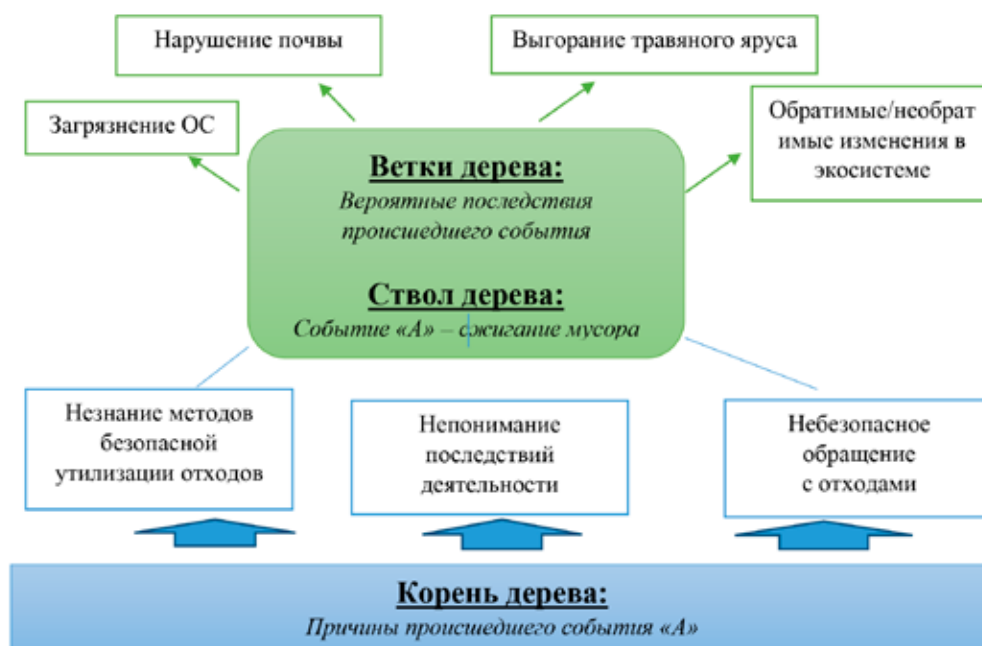 Нарушение почвы
Выгорание травяного яруса
Загрязнение ОС
Обратимые/необрат
имые изменения в
экосистеме
Ветки дерева:
Вероятные последствия
происшедшего события
Ствол дерева:
Событие «А» – сжигание мусора
Незнание методов
безопасной
утилизации отходов
Непонимание
последствий
деятельности
Небезопасное
обращение
с отходами
Корень дерева:
Причины происшедшего события «А»